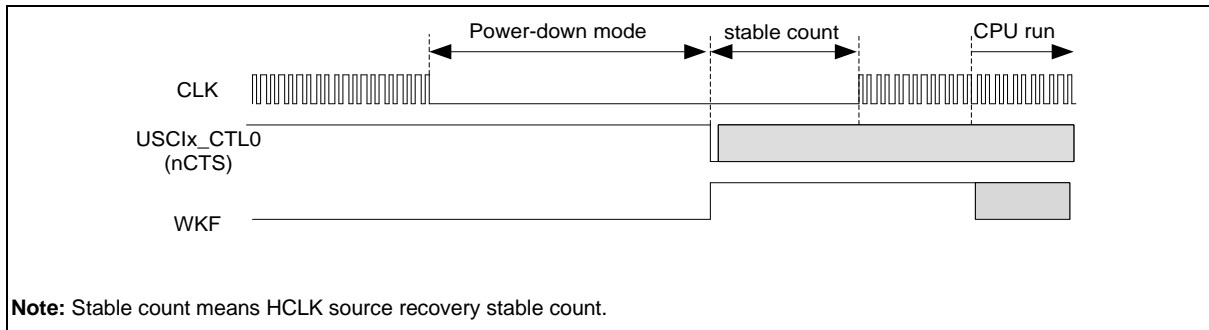 Power-down mode
stable count
CPU run
CLK
USCIx_CTL0
(nCTS)
WKF
Note: Stable count means HCLK source recovery stable count.